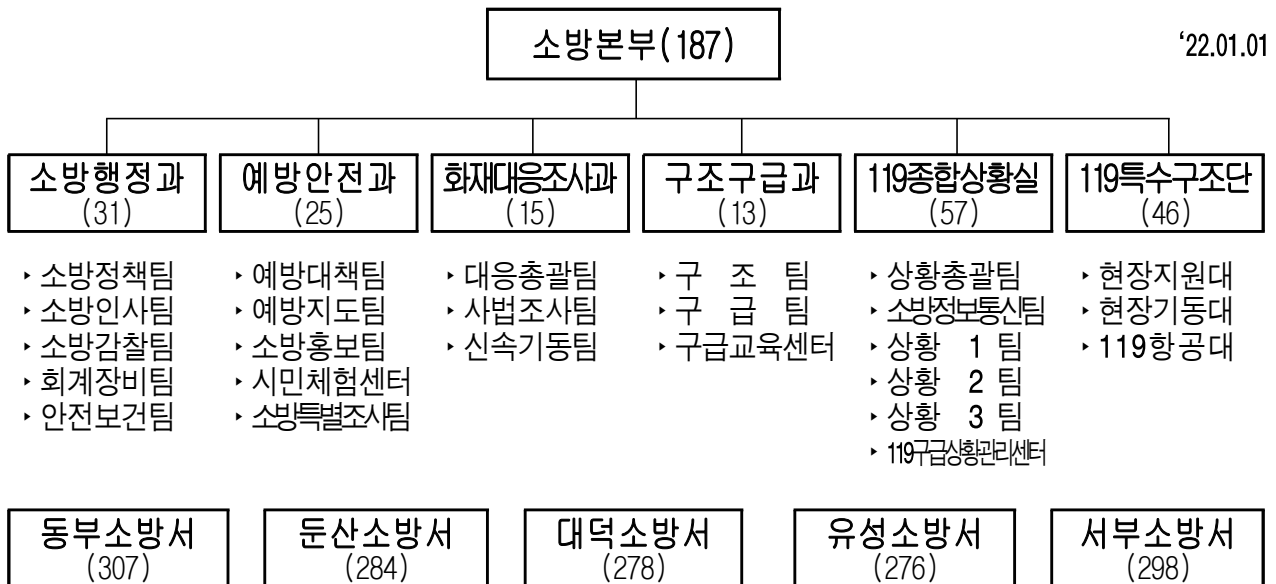 소방본부(187)
‘22.01.01
소방행정과
(31)
예방안전과
(25)
화재대응조사과
(15)
구조구급과
(13)
119종합상황실
(57)
119특수구조단
(46)
‣ 소방정책팀
‣ 소방인사팀
‣ 소방감찰팀
‣ 회계장비팀
‣ 안전보건팀
‣ 예방대책팀
‣ 예방지도팀
‣ 소방홍보팀
‣ 시민체험센터
‣ 소방특별조사팀
‣ 대응총괄팀
‣ 사법조사팀
‣ 신속기동팀
‣ 구 조 팀
‣ 구 급 팀
‣ 구급교육센터
‣ 상황총괄팀
‣ 소방정보통신팀
‣ 상황 1 팀
‣ 상황 2 팀
‣ 상황 3 팀
‣ 119구급상황관리센터
‣ 현장지원대
‣ 현장기동대
‣ 119항공대
동부소방서
(307)
둔산소방서
(284)
대덕소방서
(278)
유성소방서
(276)
서부소방서
(298)